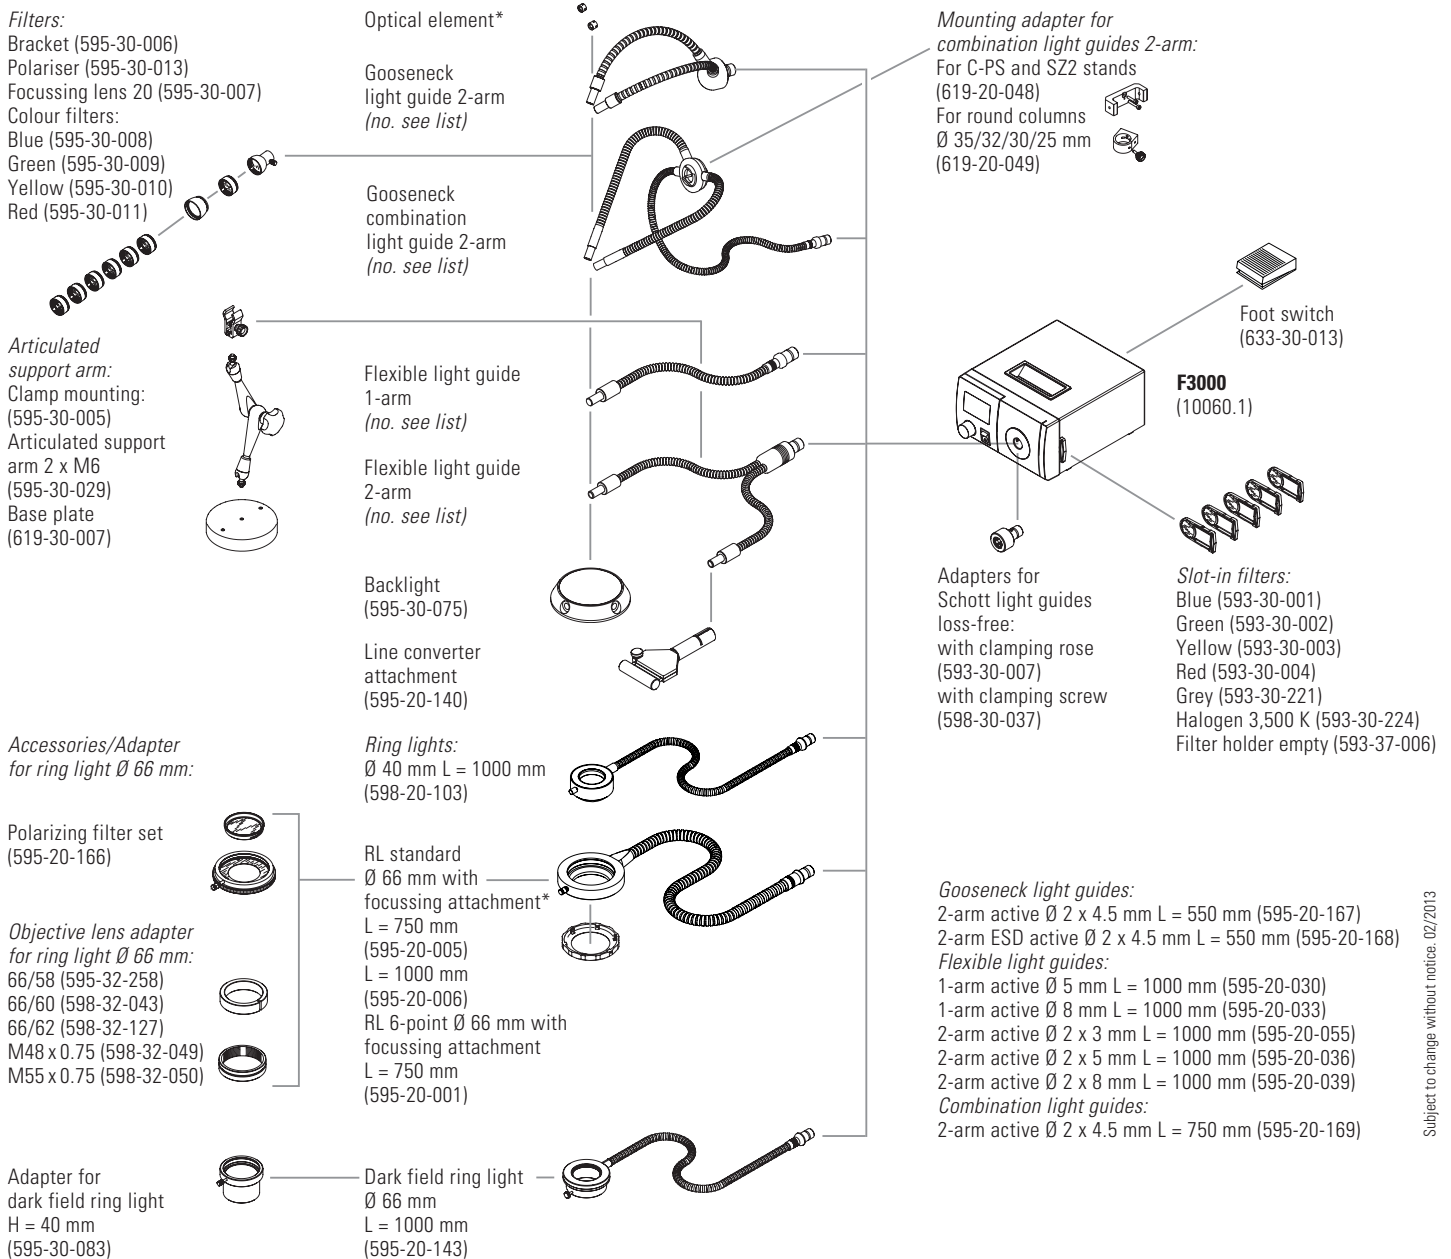 Filters:
Bracket (595-30-006)
Polariser (595-30-013)
Focussing lens 20 (595-30-007)
Colour filters:
Blue (595-30-008)
Green (595-30-009)
Yellow (595-30-010)
Red (595-30-011)
Articulated
support arm:
Clamp mounting:
(595-30-005)
Articulated support
arm 2 x M6
(595-30-029)
Base plate
(619-30-007)
Accessories/Adapter
for ring light Ø 66 mm:
Polarizing filter set
(595-20-166)
Objective lens adapter
for ring light Ø 66 mm:
66/58 (595-32-258)
66/60 (598-32-043)
66/62 (598-32-127)
M48 x 0.75 (598-32-049)
M55 x 0.75 (598-32-050)
Adapter for
dark field ring light
H = 40 mm
(595-30-083)
Optical element*
Gooseneck
light guide 2-arm
(no. see list)
Gooseneck
combination
light guide 2-arm
(no. see list)
Flexible light guide
1-arm
(no. see list)
Flexible light guide
2-arm
(no. see list)
Backlight
(595-30-075)
Line converter
attachment
(595-20-140)
Ring lights:
Ø 40 mm L = 1000 mm
(598-20-103)
RL standard
Ø 66 mm with
focussing attachment*
L = 750 mm
(595-20-005)
L = 1000 mm
(595-20-006)
RL 6-point Ø 66 mm with
focussing attachment
L = 750 mm
(595-20-001)
Dark field ring light
Ø 66 mm
L = 1000 mm
(595-20-143)
Mounting adapter for
combination light guides 2-arm:
For C-PS and SZ2 stands
(619-20-048)
For round columns
Ø 35/32/30/25 mm
(619-20-049)
Foot switch
(633-30-013)
F3000
(10060.1)
Adapters for
Schott light guides
loss-free:
with clamping rose
(593-30-007)
with clamping screw
(598-30-037)
Slot-in filters:
Blue (593-30-001)
Green (593-30-002)
Yellow (593-30-003)
Red (593-30-004)
Grey (593-30-221)
Halogen 3,500 K (593-30-224)
Filter holder empty (593-37-006)
Gooseneck light guides:
2-arm active Ø 2 x 4.5 mm L = 550 mm (595-20-167)
2-arm ESD active Ø 2 x 4.5 mm L = 550 mm (595-20-168)
Flexible light guides:
1-arm active Ø 5 mm L = 1000 mm (595-20-030)
1-arm active Ø 8 mm L = 1000 mm (595-20-033)
2-arm active Ø 2 x 3 mm L = 1000 mm (595-20-055)
2-arm active Ø 2 x 5 mm L = 1000 mm (595-20-036)
2-arm active Ø 2 x 8 mm L = 1000 mm (595-20-039)
Combination light guides:
2-arm active Ø 2 x 4.5 mm L = 750 mm (595-20-169)
Subject to change without notice. 02/2013